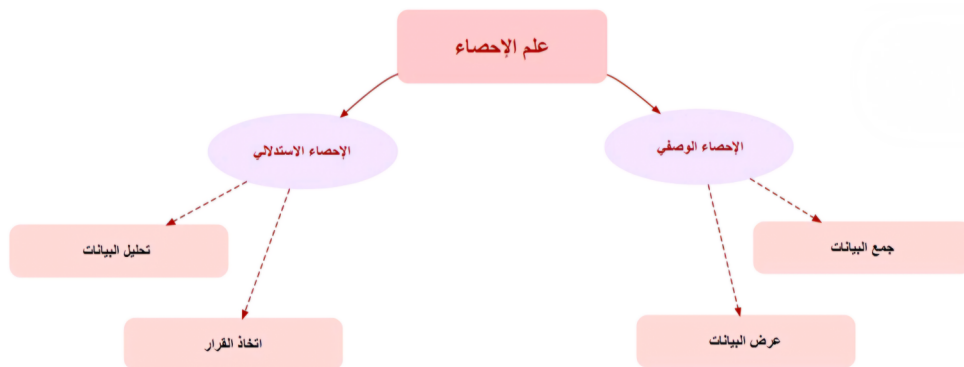 علم الإحصاء
الإحصاء الوصفي
الإحصاء الاستدلالي
جمع البيانات
تحليل البيانات
عرض البيانات
اتخاذ القرار